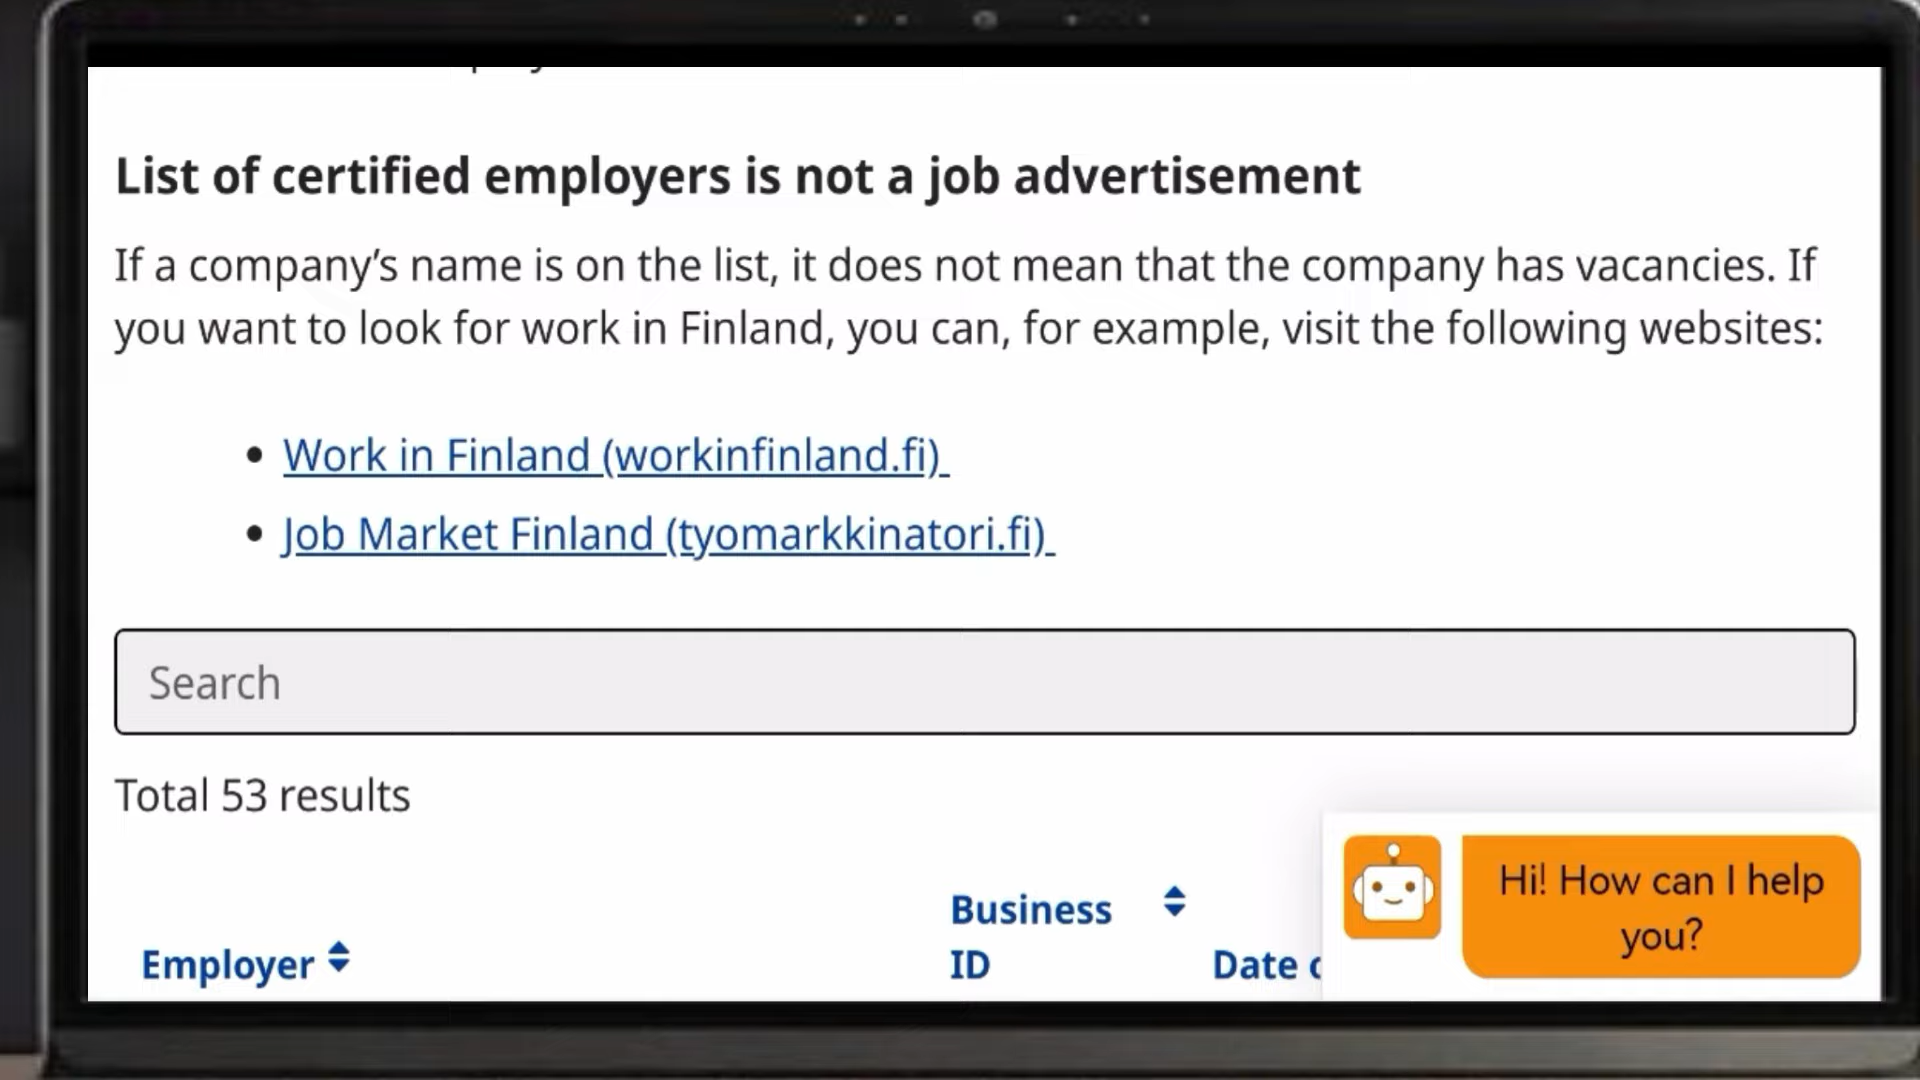 List of certified employers is not a job advertisement
If a company’s name is on the list, it does not mean that the company has vacancies. If
you want to look for work in Finland, you can, for example, visit the following websites:
• Work in Finland (workinfinland.fi)
• Job Market Finland (tyomarkkinatori.fi)
Search
Total 53 results
Employer
Business
ID
Date
Hi! How can I help
you?